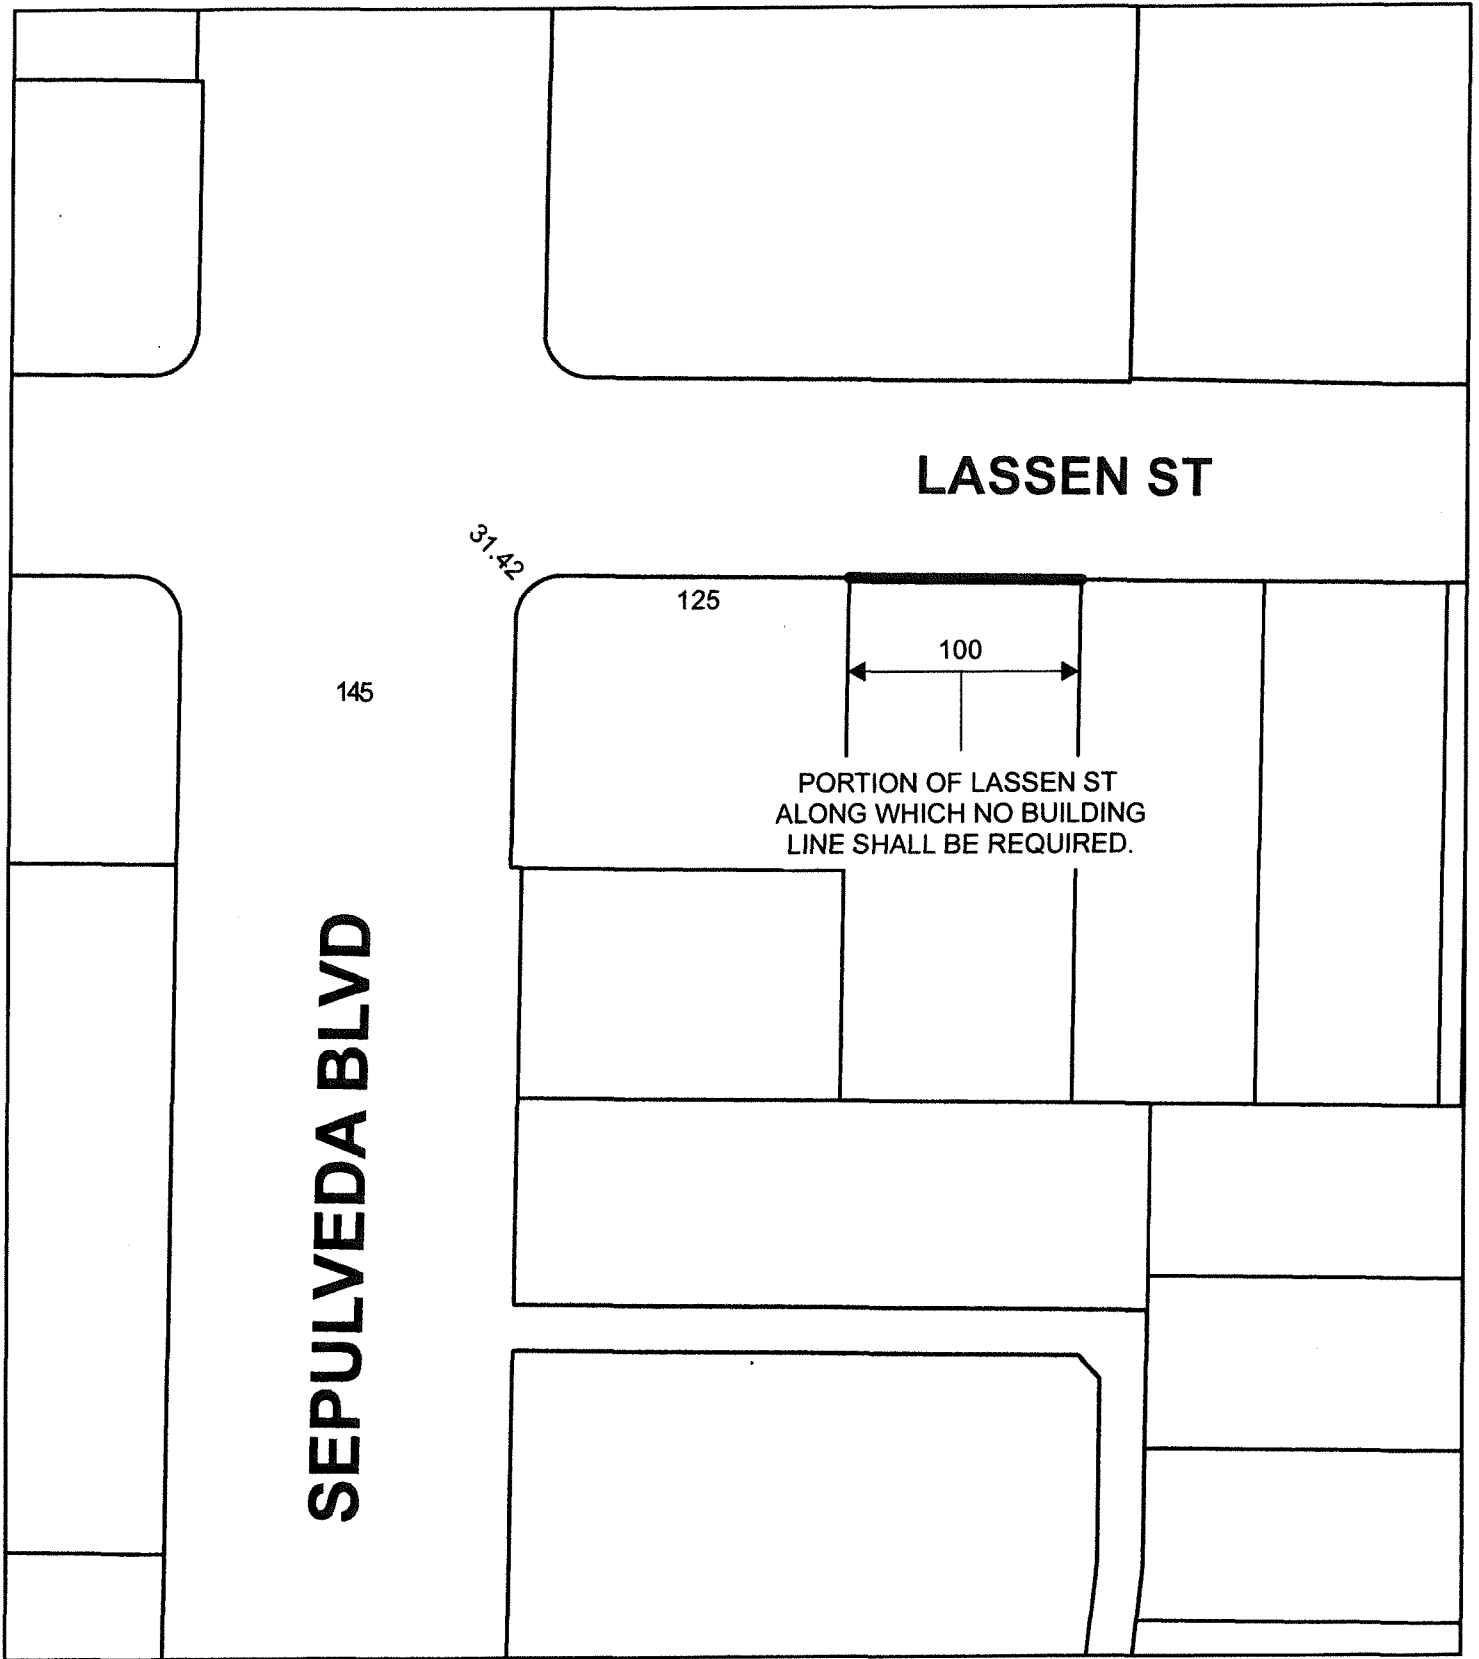 LASSEN ST
31.42
125
100
145
PORTION OF LASSEN ST
ALONG WHICH NO BUILDING
LINE SHALL BE REQUIRED.
SEPULVEDA BLVD